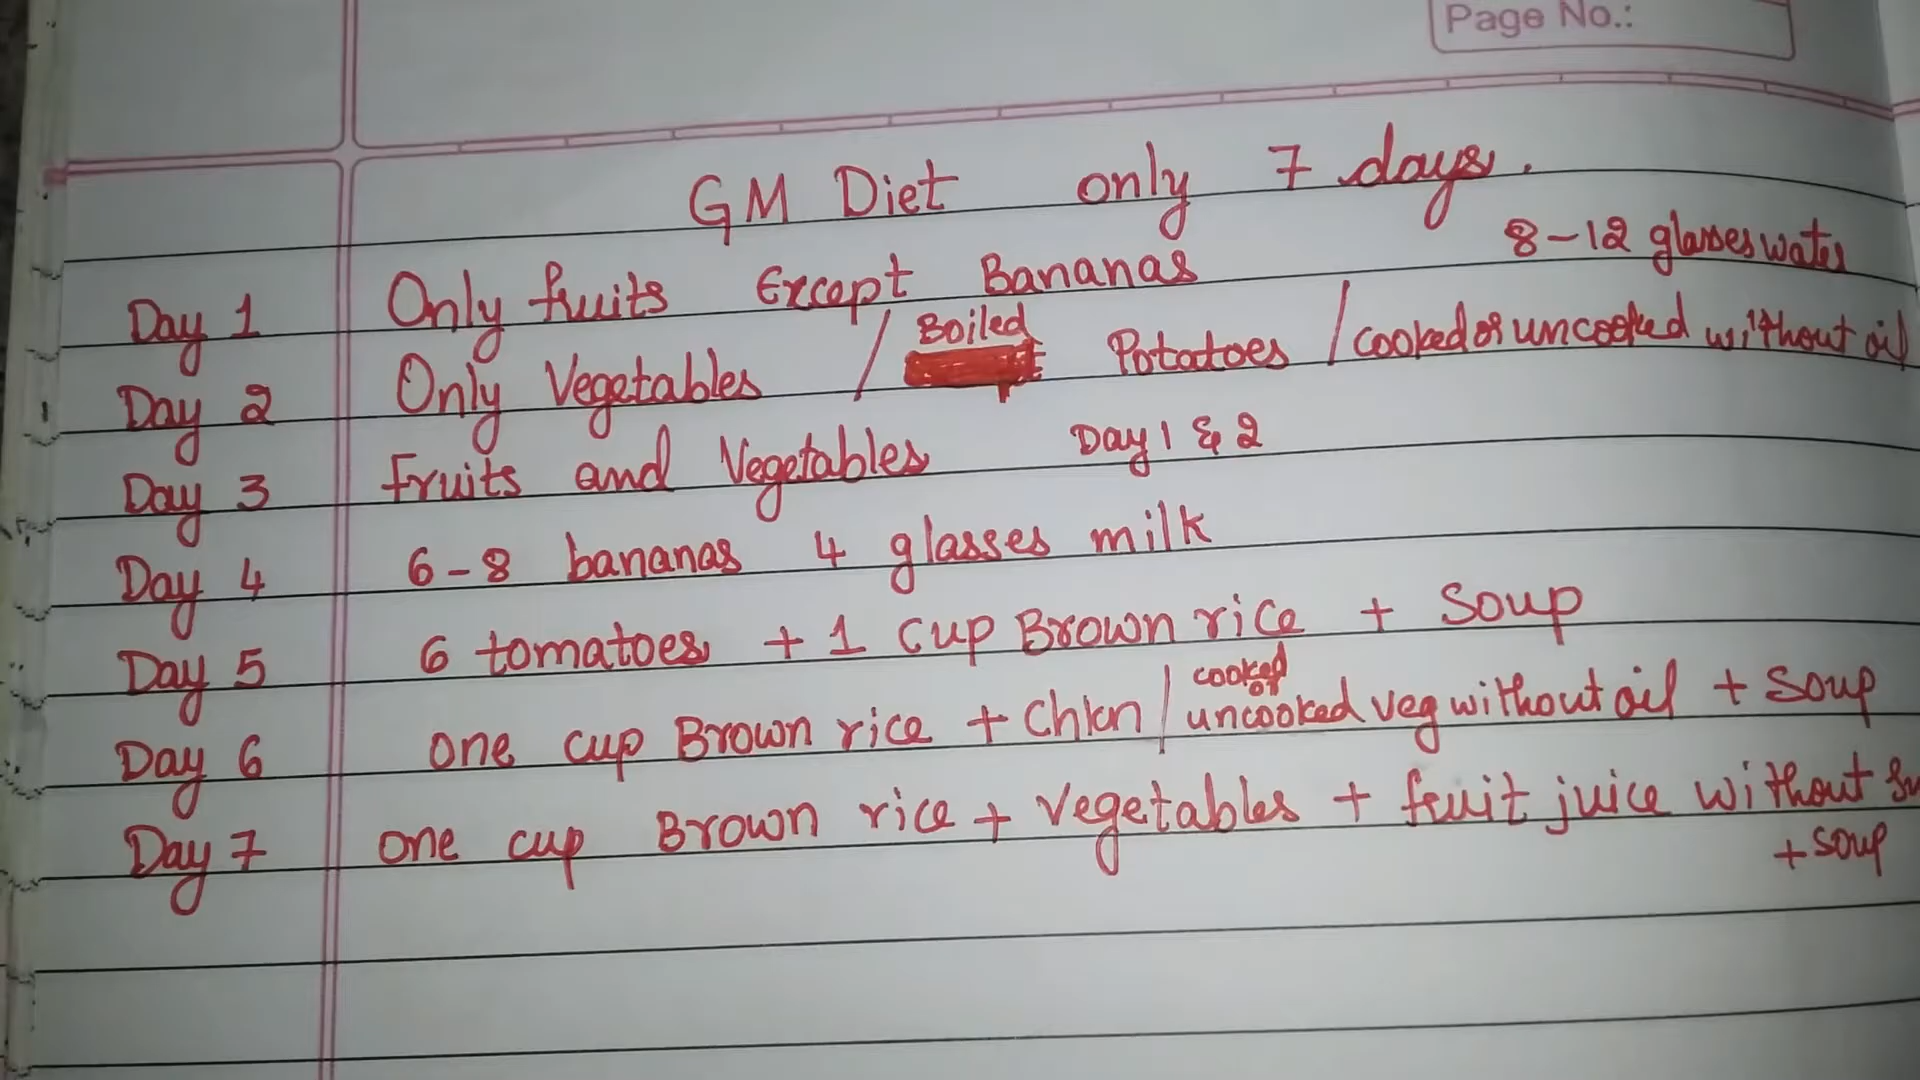 Page No.:
GM Diet only 7 days.
8-12 glasses water
Day 1 Only fruits Except Bananas
Day 2 Only Vegetables / Boiled Potatoes / cooked or uncooked without oil
Day 3 Fruits and Vegetables Day 1 & 2
Day 4 6-8 bananas 4 glasses milk
Day 5 6 tomatoes + 1 cup Brown rice + Soup
Day 6 one cup Brown rice + Chkn / cooked or uncooked veg without oil + Soup
Day 7 one cup Brown rice + vegetables + fruit juice without
+ soup